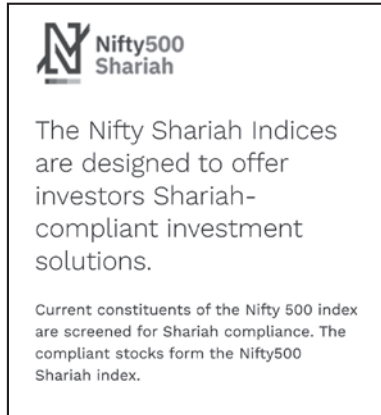 Nifty500
Shariah
The Nifty Shariah Indices
are designed to offer
investors Shariah-
compliant investment
solutions.
Current constituents of the Nifty 500 index
are screened for Shariah compliance. The
compliant stocks form the Nifty500
Shariah index.